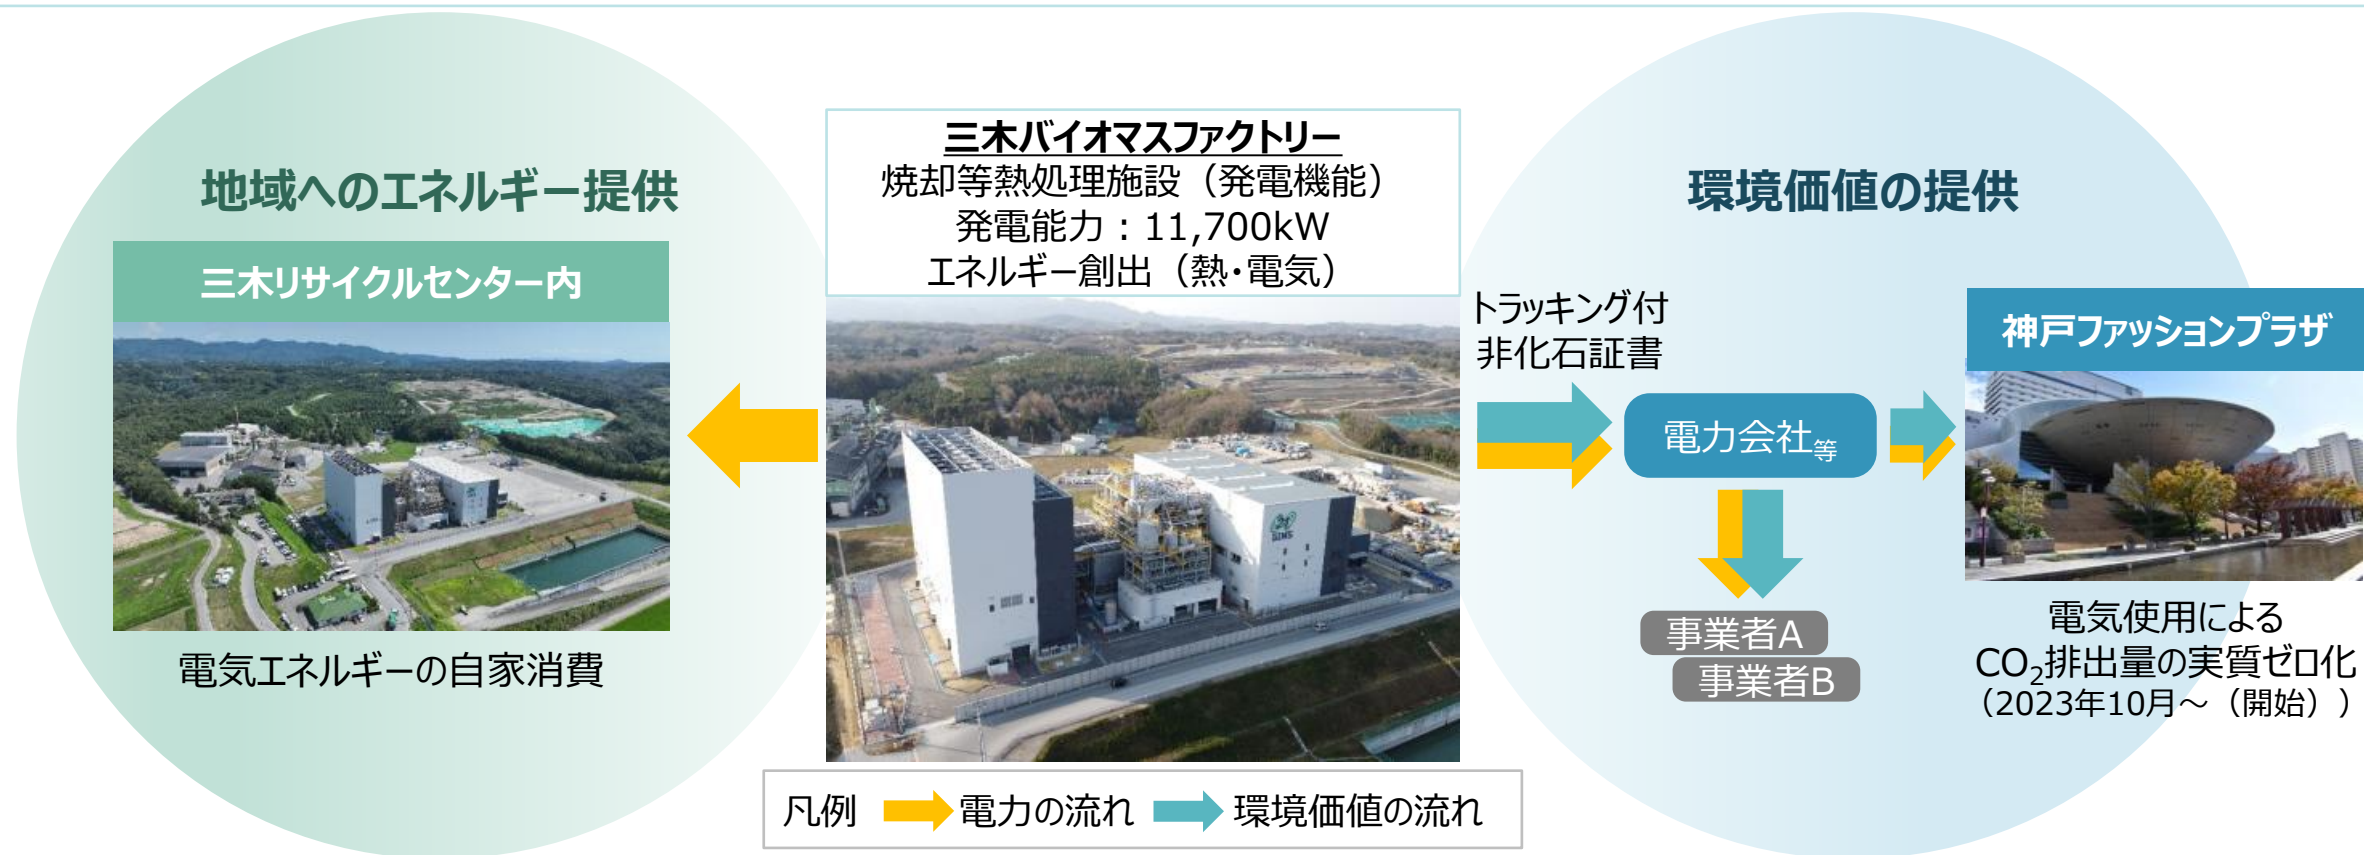 地域へのエネルギー提供
三木リサイクルセンター内
電気エネルギーの自家消費
三木バイオマスファクトリー
焼却等熱処理施設（発電機能）
発電能力：11,700kW
エネルギー創出（熱・電気）
DINS
環境価値の提供
トラッキング付
非化石証書
電力会社等
事業者A
事業者B
神戸ファッションプラザ
電気使用による
CO₂排出量の実質ゼロ化
（2023年10月～（開始））
凡例 電力の流れ 環境価値の流れ